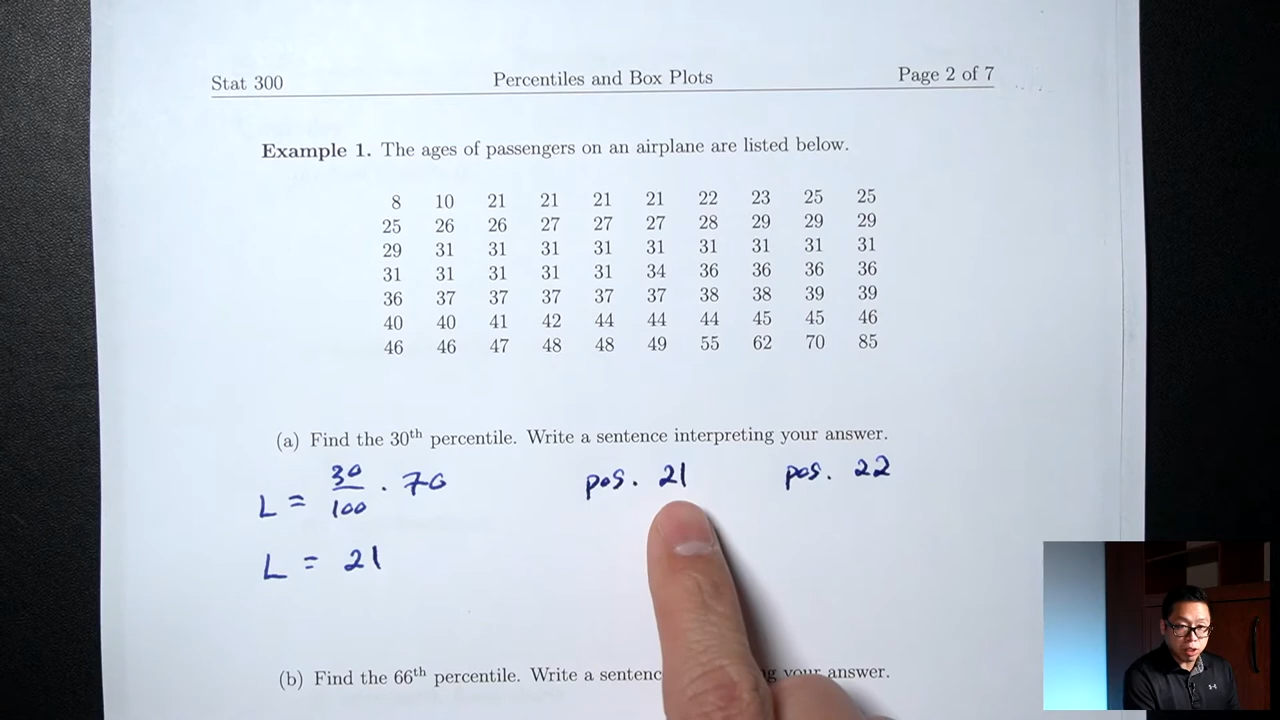 Stat 300 Percentiles and Box Plots Page 2 of 7
Example 1. The ages of passengers on an airplane are listed below.
8 10 21 21 21 21 22 23 25 25
25 26 26 27 27 27 28 29 29 29
29 31 31 31 31 31 31 31 31 31
31 31 31 31 31 34 36 36 36 36
36 37 37 37 37 37 38 38 39 39
40 40 41 42 44 44 44 45 45 46
46 46 47 48 48 49 55 62 70 85
(a) Find the 30th percentile. Write a sentence interpreting your answer.
L = 30/100 · 70 pos. 21 pos. 22
L = 21
(b) Find the 66th percentile. Write a your answer.